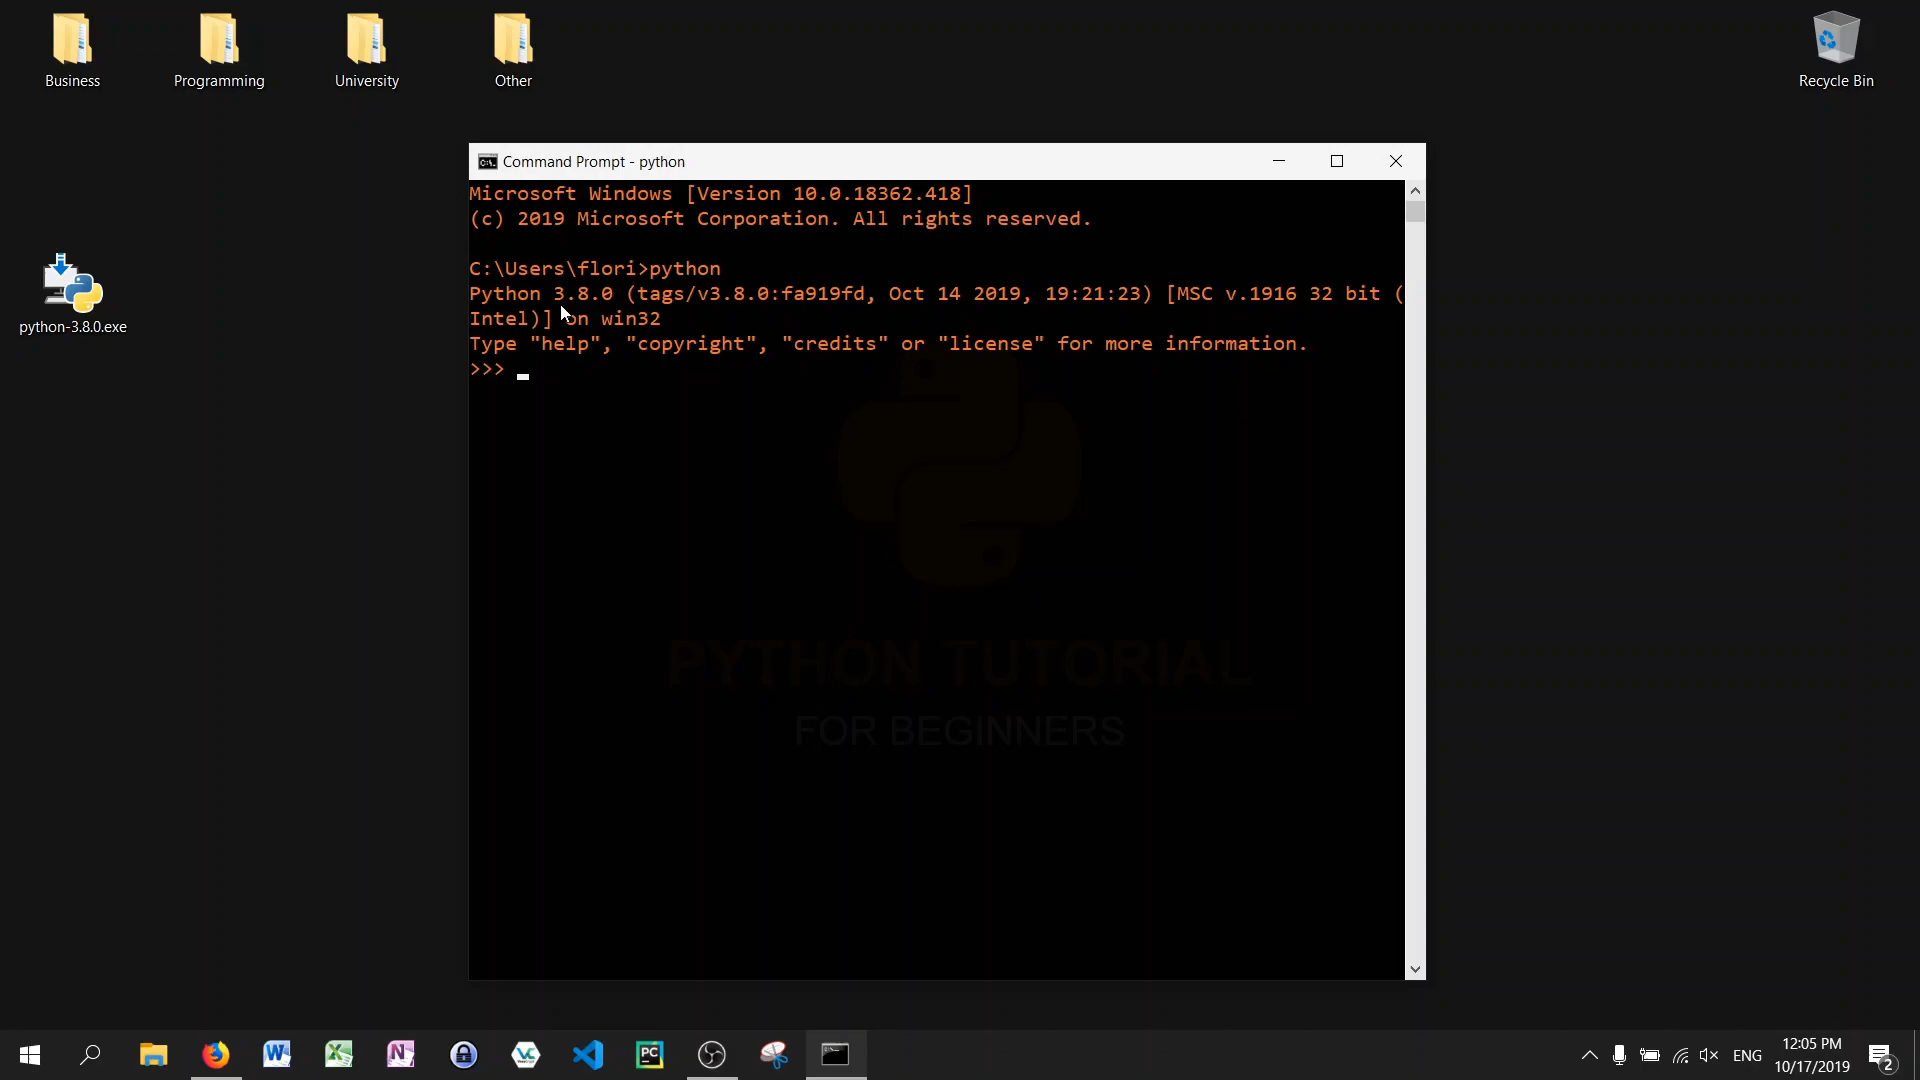 Business
Programming
University
Other
Recycle Bin
python-3.8.0.exe
Command Prompt - python
Microsoft Windows [Version 10.0.18362.418]
(c) 2019 Microsoft Corporation. All rights reserved.
C:\Users\flori>python
Python 3.8.0 (tags/v3.8.0:fa919fd, Oct 14 2019, 19:21:23) [MSC v.1916 32 bit (
Intel)] on win32
Type "help", "copyright", "credits" or "license" for more information.
>>> _
PYTHON TUTORIAL
FOR BEGINNERS
ENG
12:05 PM
10/17/2019
2